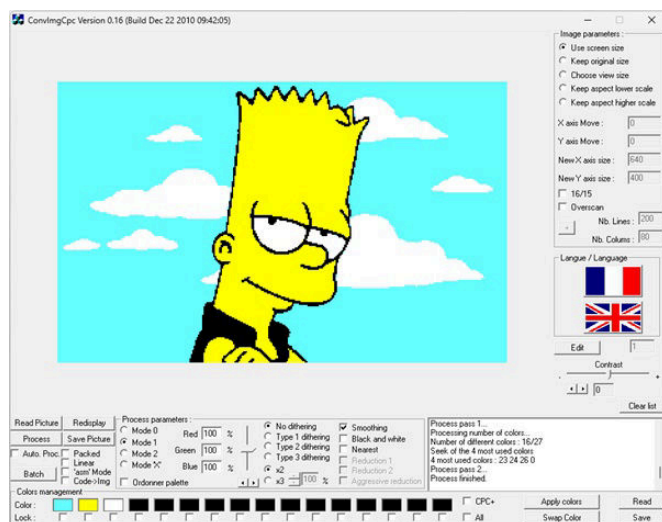 ConvImgCpc Version 0.16 (Build Dec 22 2010 09:42:05)
Image parameters :
Use screen size
Keep original size
Choose view size
Keep aspect lower scale
Keep aspect higher scale
X axis Move : 0
Y axis Move : 0
New X axis size : 640
New Y axis size : 400
16/15
Overscan
Nb. Lines : 200
Nb. Colums : 80
Langue / Language
Edit 1
Contrast
- +
0
Clear list
Read Picture Redisplay
Process Save Picture
Auto. Proc. Packed
Linear
'asm' Mode
Code->Img
Batch
Process parameters :
Mode 0
Mode 1
Mode 2
Mode 'X'
Ordonner palette
Red 100 %
Green 100 %
Blue 100 %
No dithering
Type 1 dithering
Type 2 dithering
Type 3 dithering
x2
x3 100 %
Smoothing
Black and white
Nearest
Reduction 1
Reduction 2
Aggressive reduction
Process pass 1...
Processing number of colors...
Number of different colors : 16/27
Seek of the 4 most used colors
4 most used colors : 23 24 26 0
Process pass 2...
Process finished.
Colors management
Color : CPC+ Apply colors Read
Lock : All Swap Color Save